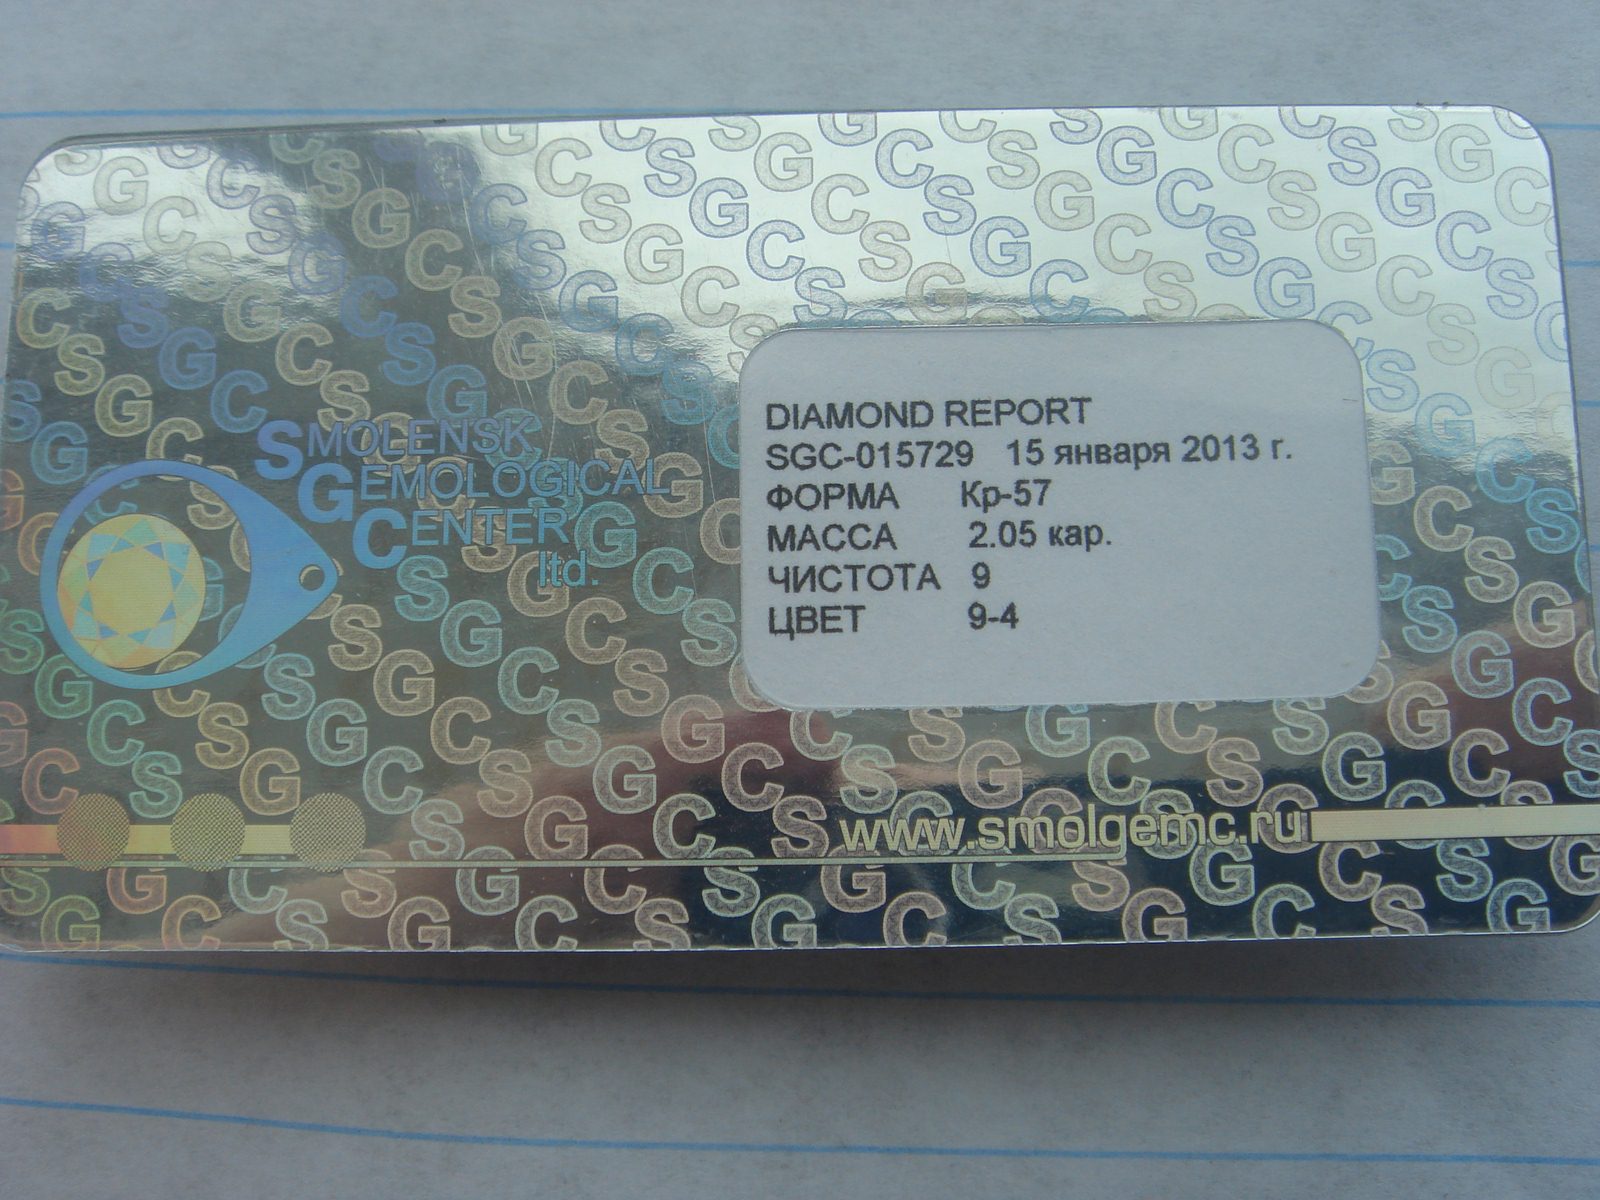 SMOLENSK
GEMOLOGICAL
CENTER
ltd.
DIAMOND REPORT
SGC-015729 15 января 2013 г.
ФОРМА Кр-57
МАССА 2.05 кар.
ЧИСТОТА 9
ЦВЕТ 9-4
www.smolgemc.ru